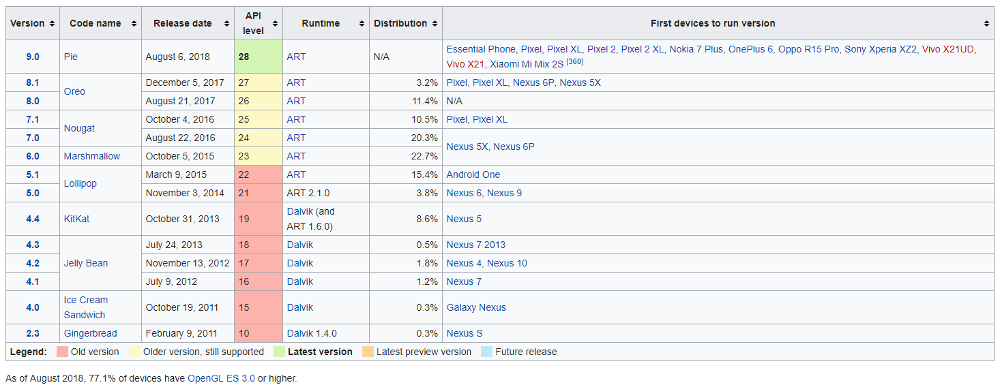 Version Code name Release date API level Runtime Distribution First devices to run version
9.0 Pie August 6, 2018 28 ART N/A Essential Phone, Pixel, Pixel XL, Pixel 2, Pixel 2 XL, Nokia 7 Plus, OnePlus 6, Oppo R15 Pro, Sony Xperia XZ2, Vivo X21UD,
Vivo X21, Xiaomi Mi Mix 2S [360]
8.1 Oreo December 5, 2017 27 ART 3.2% Pixel, Pixel XL, Nexus 6P, Nexus 5X
8.0 August 21, 2017 26 ART 11.4% N/A
7.1 Nougat October 4, 2016 25 ART 10.5% Pixel, Pixel XL
7.0 August 22, 2016 24 ART 20.3% Nexus 5X, Nexus 6P
6.0 Marshmallow October 5, 2015 23 ART 22.7%
5.1 Lollipop March 9, 2015 22 ART 15.4% Android One
5.0 November 3, 2014 21 ART 2.1.0 3.8% Nexus 6, Nexus 9
4.4 KitKat October 31, 2013 19 Dalvik (and
ART 1.6.0) 8.6% Nexus 5
4.3 Jelly Bean July 24, 2013 18 Dalvik 0.5% Nexus 7 2013
4.2 November 13, 2012 17 Dalvik 1.8% Nexus 4, Nexus 10
4.1 July 9, 2012 16 Dalvik 1.2% Nexus 7
4.0 Ice Cream
Sandwich October 19, 2011 15 Dalvik 0.3% Galaxy Nexus
2.3 Gingerbread February 9, 2011 10 Dalvik 1.4.0 0.3% Nexus S
Legend: Old version Older version, still supported Latest version Latest preview version Future release
As of August 2018, 77.1% of devices have OpenGL ES 3.0 or higher.